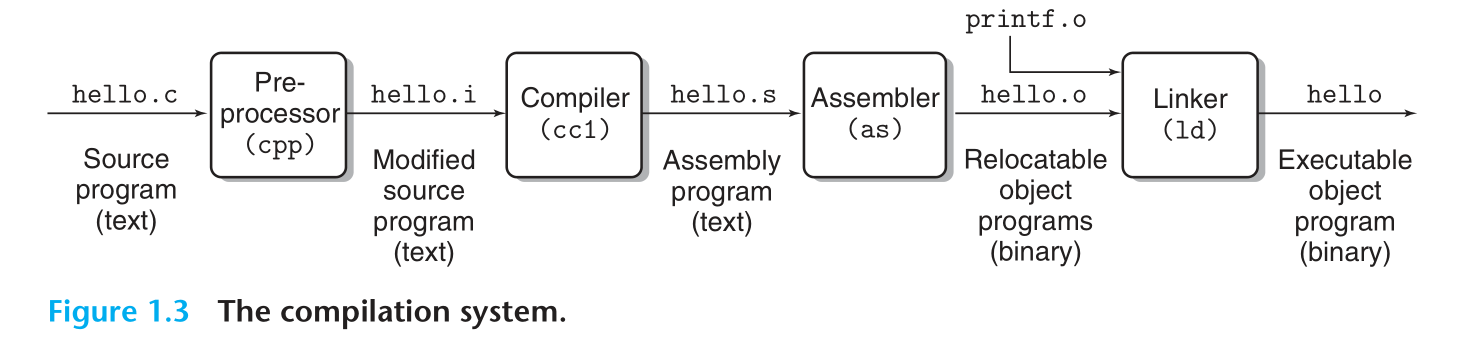 printf.o
hello.c
Pre-
processor
(cpp)
hello.i
Compiler
(cc1)
hello.s
Assembler
(as)
hello.o
Linker
(ld)
hello
Source
program
(text)
Modified
source
program
(text)
Assembly
program
(text)
Relocatable
object
programs
(binary)
Executable
object
program
(binary)
Figure 1.3 The compilation system.